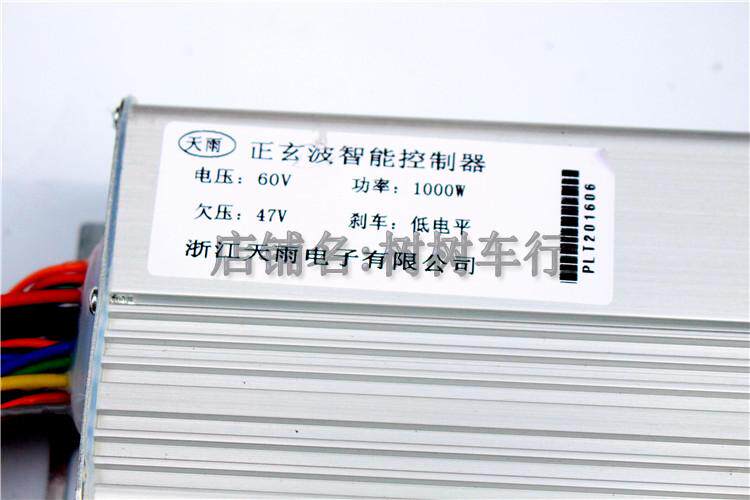 天雨 正玄波智能控制器
电压：60V 功率：1000W
欠压：47V 刹车：低电平
浙江天雨电子有限公司
店铺名:树树车行
PLT201606